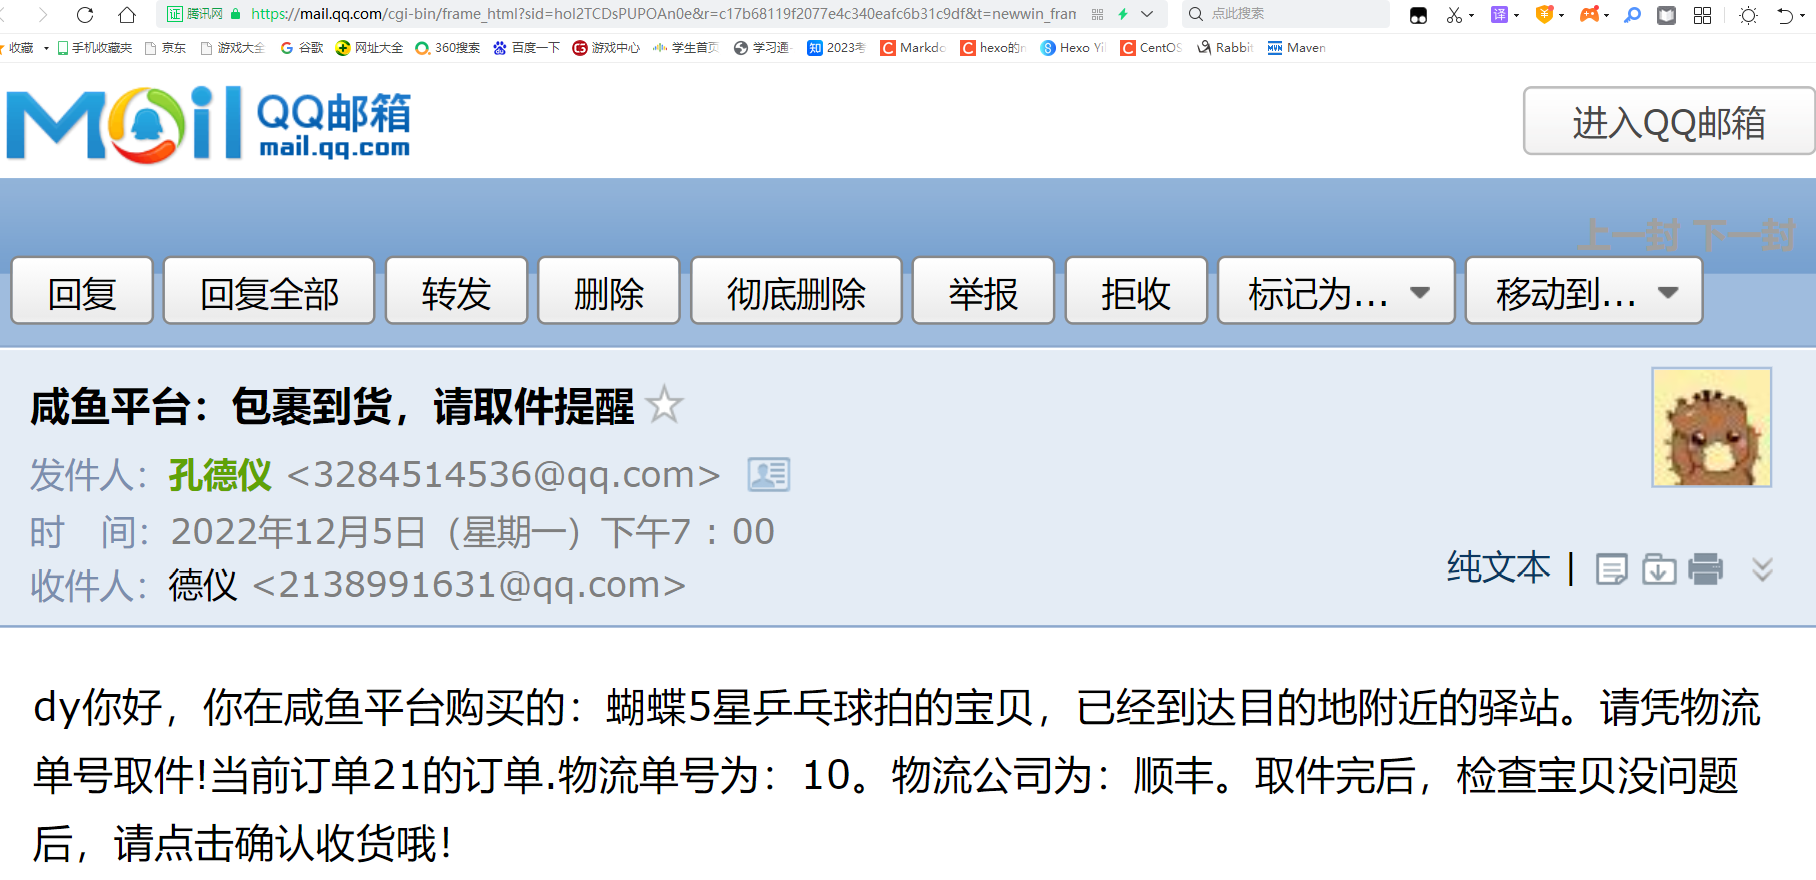 证 腾讯网 https://mail.qq.com/cgi-bin/frame_html?sid=hol2TCDsPUPOAn0e&r=c17b68119f2077e4c340eafc6b31c9df&t=newwin_fram 点此搜索 译
收藏 手机收藏夹 京东 游戏大全 谷歌 网址大全 360搜索 百度一下 游戏中心 学生首页 学习通- 知 2023考 Markdo hexo的n Hexo Yi CentOS Rabbit Maven
Mail QQ邮箱
mail.qq.com
进入QQ邮箱
上一封 下一封
回复 回复全部 转发 删除 彻底删除 举报 拒收 标记为... 移动到...
咸鱼平台：包裹到货，请取件提醒
发件人：孔德仪 <3284514536@qq.com>
时 间：2022年12月5日（星期一）下午7：00
收件人：德仪 <2138991631@qq.com>
纯文本 |
dy你好，你在咸鱼平台购买的：蝴蝶5星乒乓球拍的宝贝，已经到达目的地附近的驿站。请凭物流
单号取件!当前订单21的订单.物流单号为：10。物流公司为：顺丰。取件完后，检查宝贝没问题
后，请点击确认收货哦！